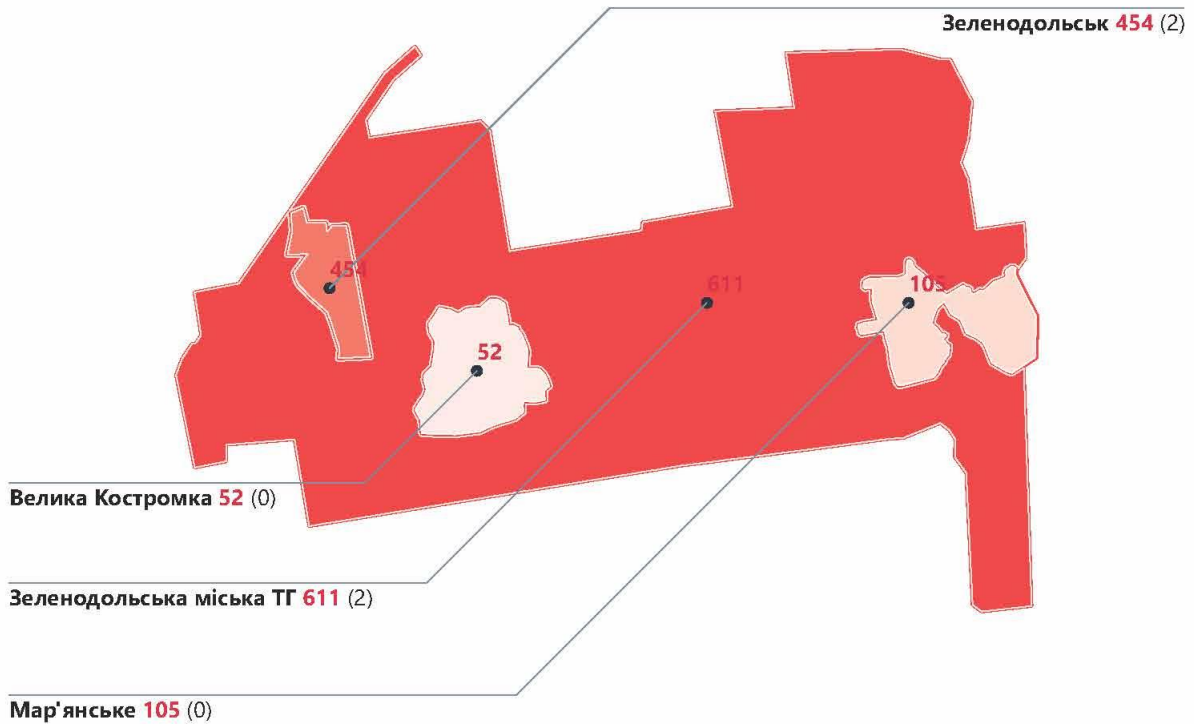 Зеленодольськ 454 (2)
454
611
105
52
Велика Костромка 52 (0)
Зеленодольська міська ТГ 611 (2)
Мар'янське 105 (0)